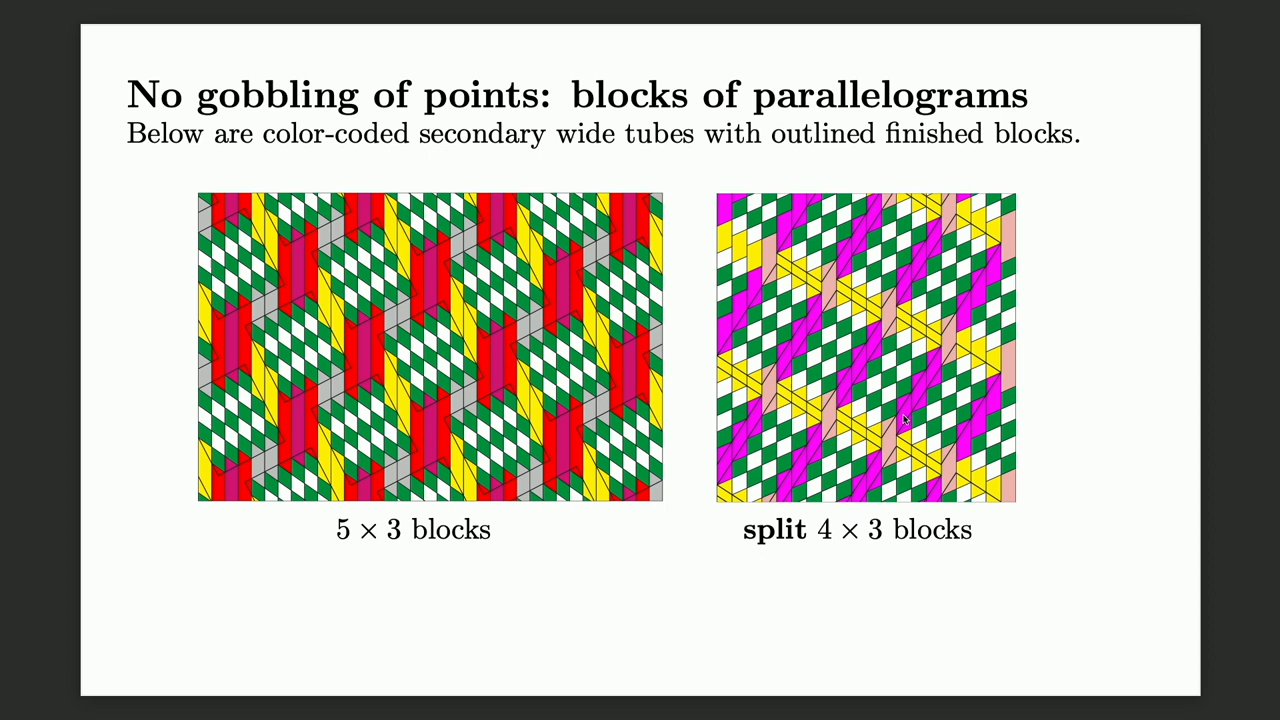 No gobbling of points: blocks of parallelograms
Below are color-coded secondary wide tubes with outlined finished blocks.
5 × 3 blocks
split 4 × 3 blocks